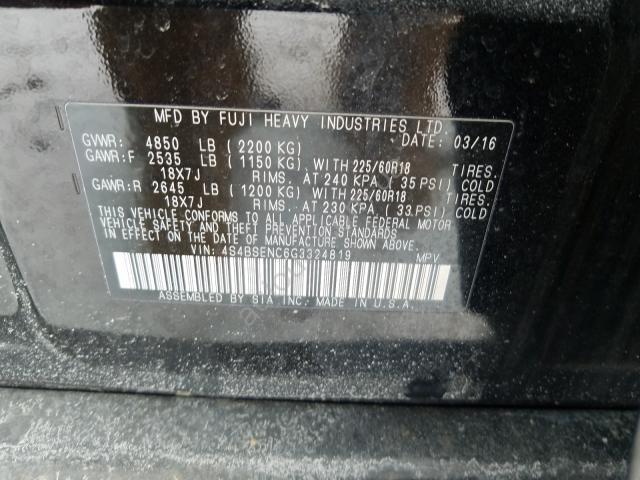 MFD BY FUJI HEAVY INDUSTRIES LTD.
GVWR: 4850 LB (2200 KG) DATE: 03/16
GAWR:F 2535 LB (1150 KG) WITH 225/60R18 TIRES.
18X7J RIMS. AT 240 KPA (35 PSI) COLD
GAWR:R 2645 LB (1200 KG) WITH 225/60R18 TIRES.
18X7J RIMS. AT 230 KPA (33 PSI) COLD
THIS VEHICLE CONFORMS TO ALL APPLICABLE FEDERAL MOTOR
VEHICLE SAFETY AND THEFT PREVENTION STANDARDS
IN EFFECT ON THE DATE OF MANUFACTURE SHOWN ABOVE.
VIN: 4S4BSENC6G3324819 MPV
ASSEMBLED BY SIA INC. MADE IN U.S.A.